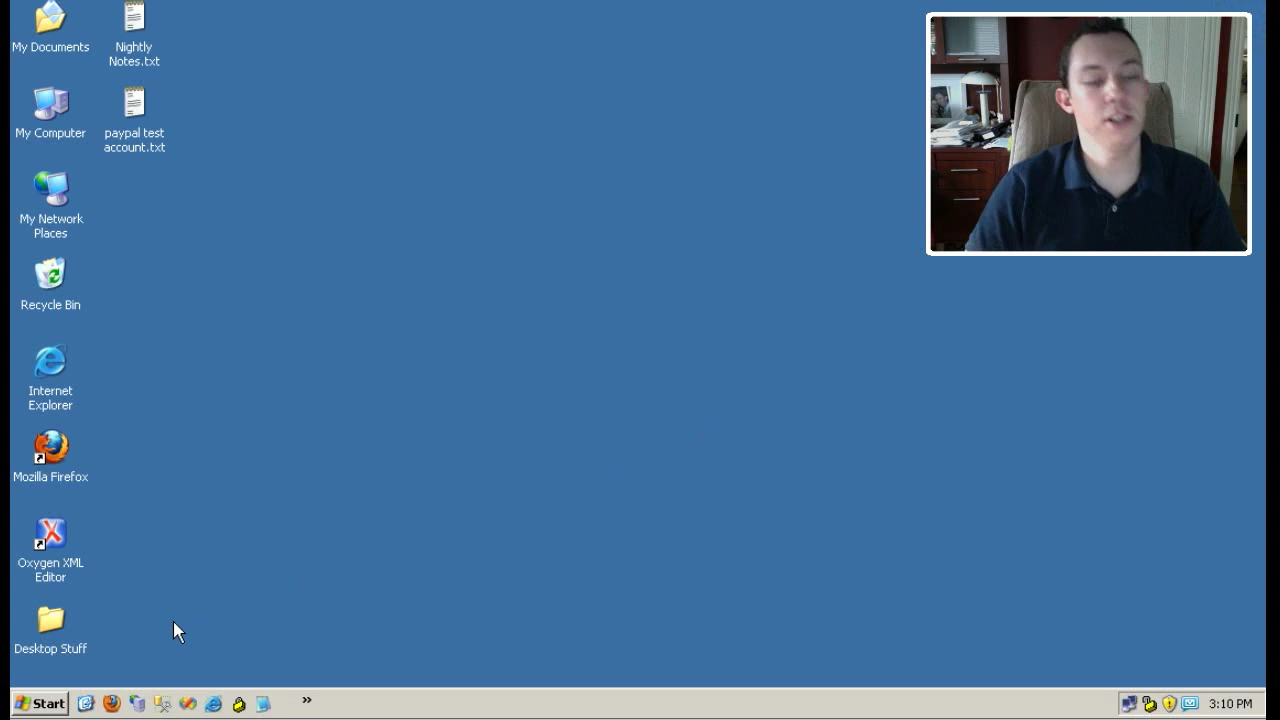 My Documents
Nightly
Notes.txt
My Computer
paypal test
account.txt
My Network
Places
Recycle Bin
Internet
Explorer
Mozilla Firefox
Oxygen XML
Editor
Desktop Stuff
Start
»
3:10 PM